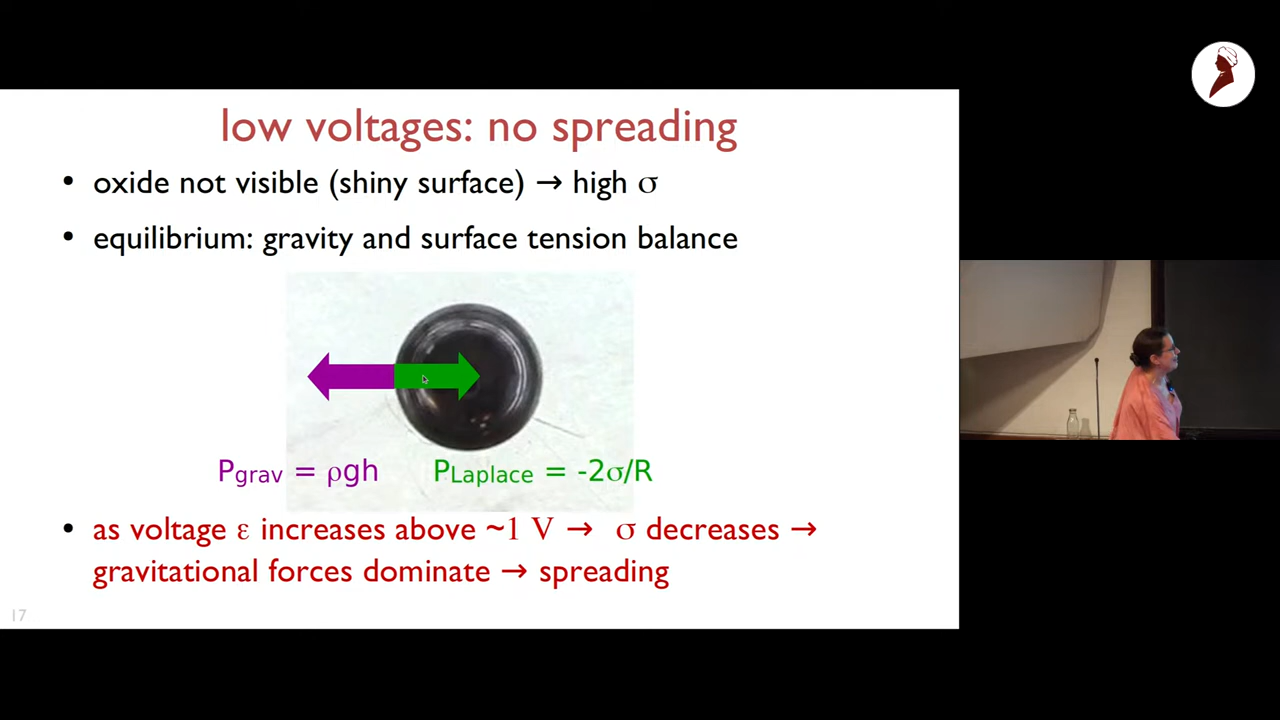 low voltages: no spreading
• oxide not visible (shiny surface) → high σ
• equilibrium: gravity and surface tension balance
Pgrav = ρgh PLaplace = -2σ/R
• as voltage ε increases above ~1 V → σ decreases →
gravitational forces dominate → spreading
17